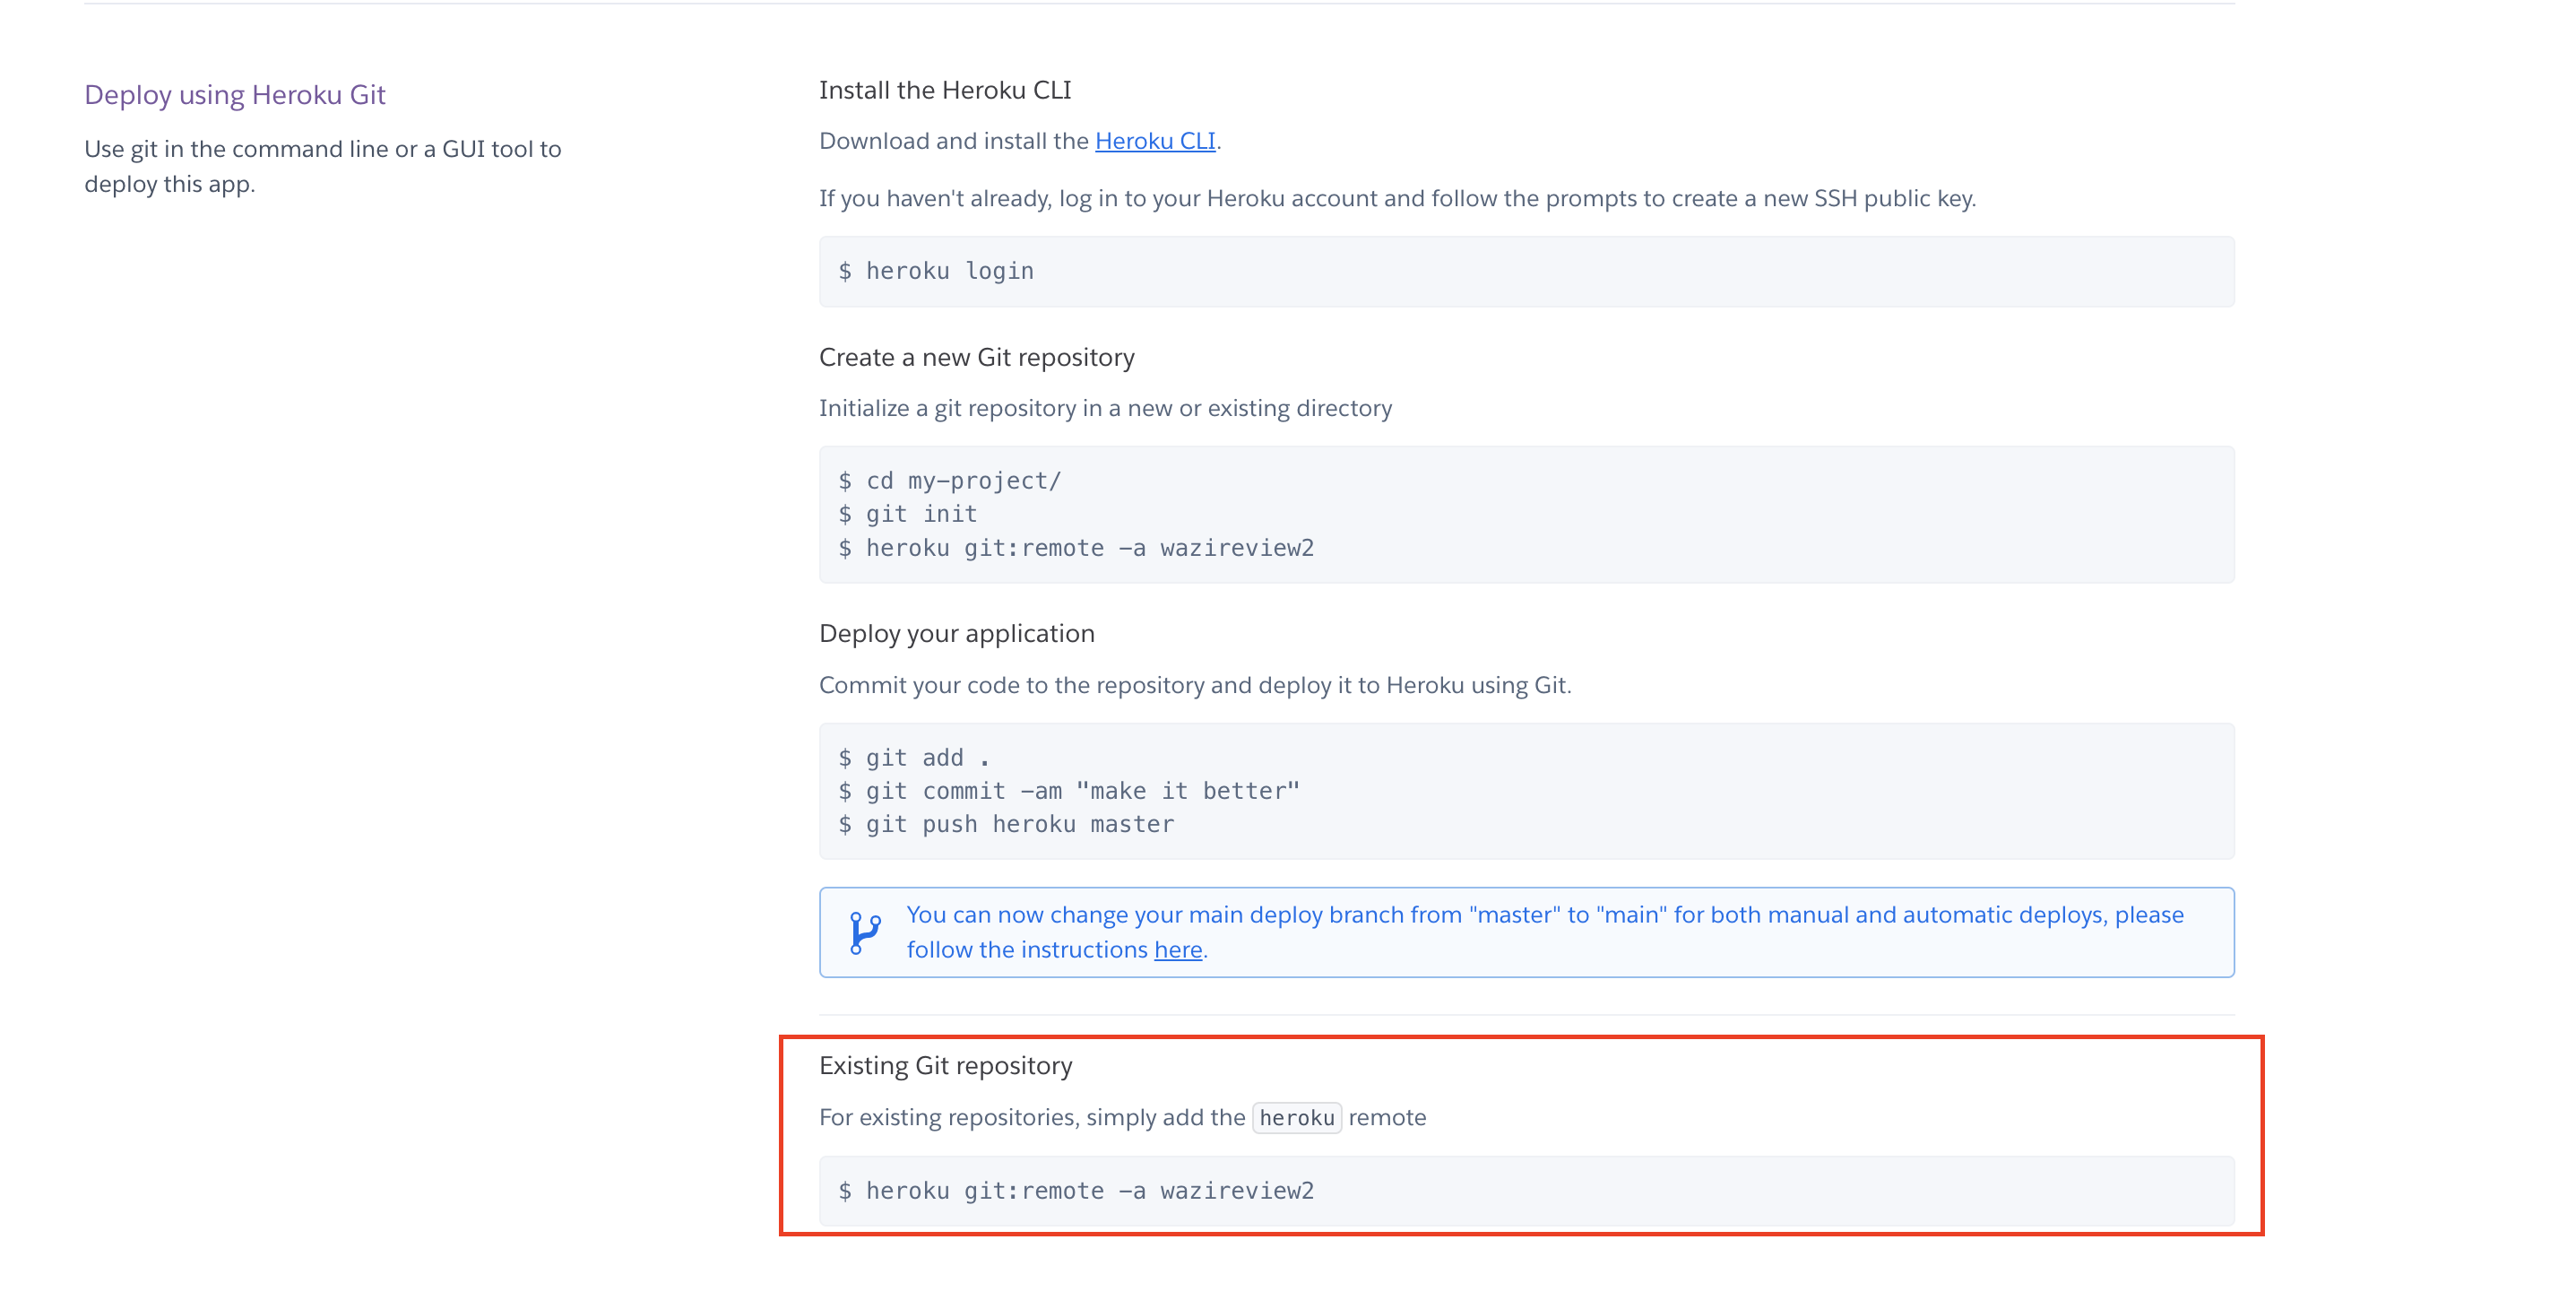 Deploy using Heroku Git
Use git in the command line or a GUI tool to
deploy this app.
Install the Heroku CLI
Download and install the Heroku CLI.
If you haven't already, log in to your Heroku account and follow the prompts to create a new SSH public key.
$ heroku login
Create a new Git repository
Initialize a git repository in a new or existing directory
$ cd my-project/
$ git init
$ heroku git:remote -a wazireview2
Deploy your application
Commit your code to the repository and deploy it to Heroku using Git.
$ git add .
$ git commit -am "make it better"
$ git push heroku master
You can now change your main deploy branch from "master" to "main" for both manual and automatic deploys, please
follow the instructions here.
Existing Git repository
For existing repositories, simply add the heroku remote
$ heroku git:remote -a wazireview2